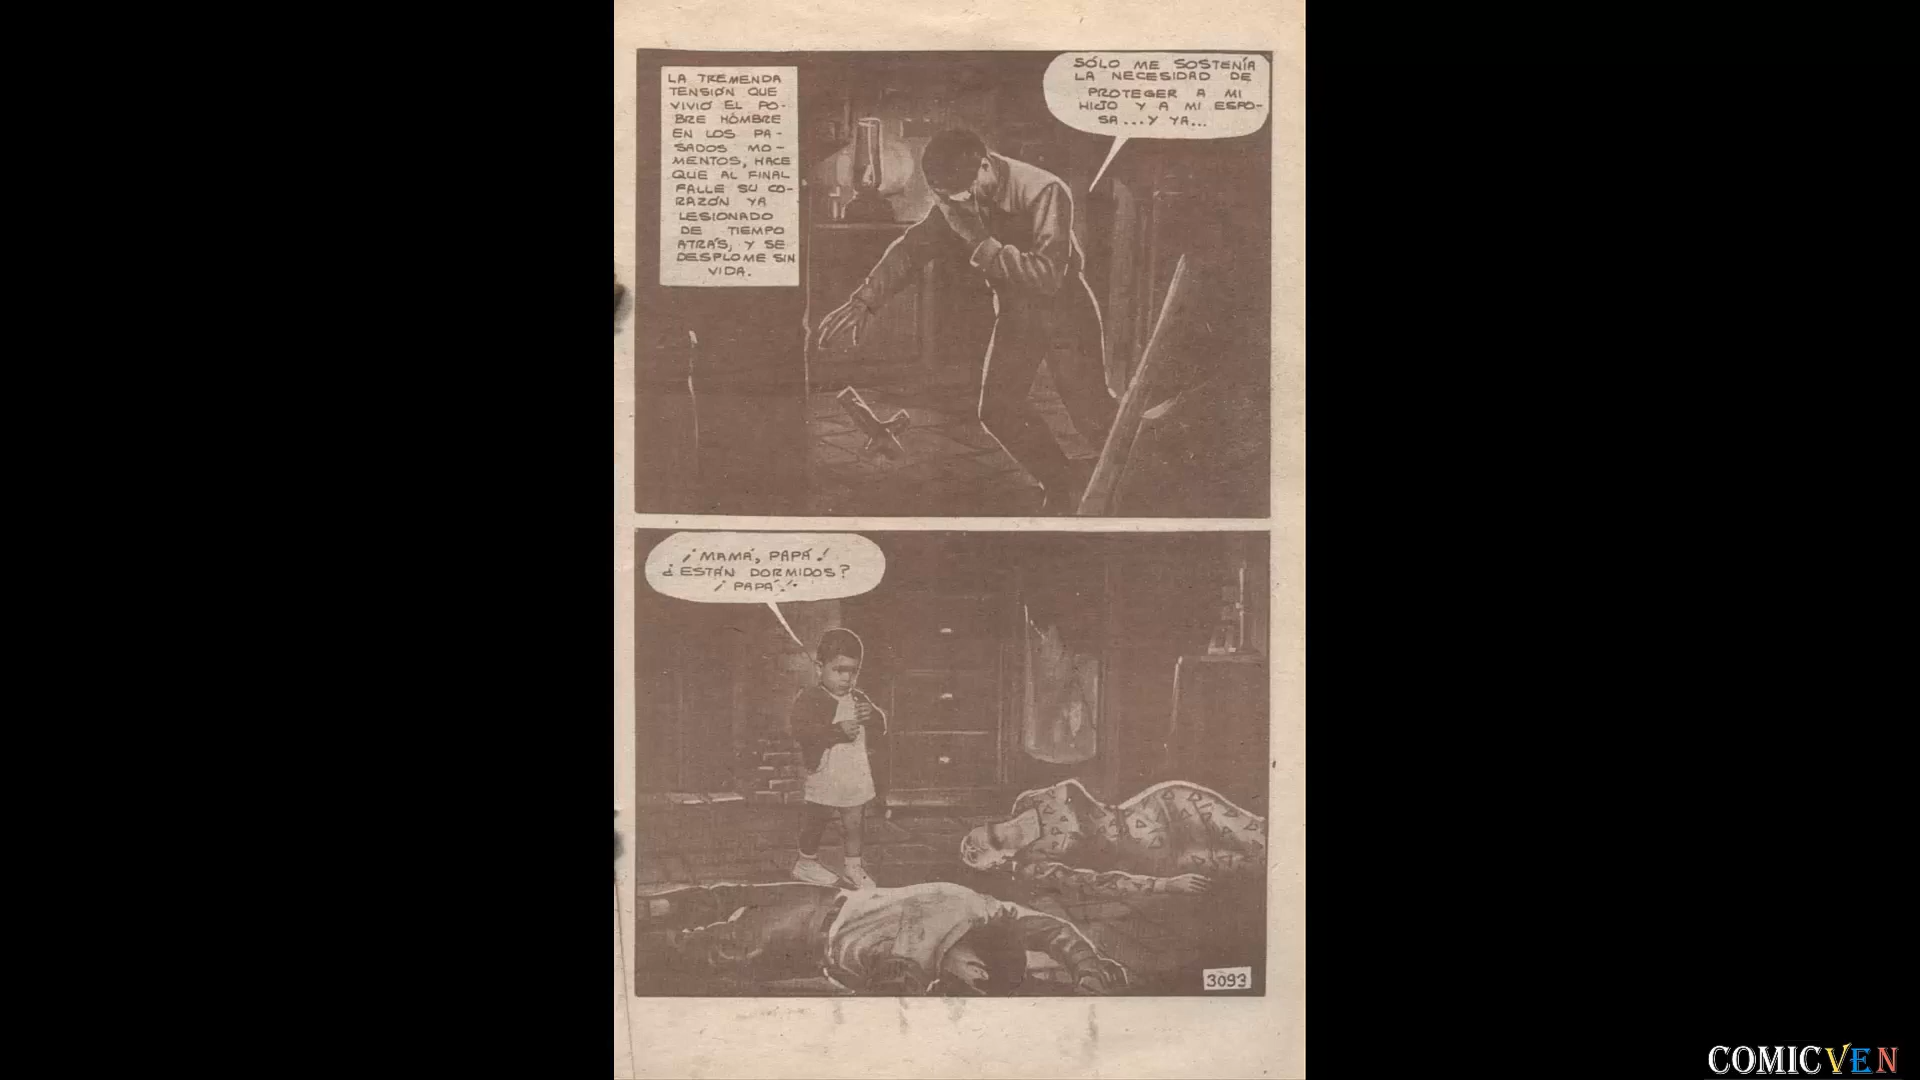 LA TREMENDA
TENSIÓN QUE
VIVIÓ EL PO-
BRE HOMBRE
EN LOS PA-
SADOS MO-
MENTOS, HACE
QUE AL FINAL
FALLE SU CO-
RAZÓN YA
LESIONADO
DE TIEMPO
ATRÁS, Y SE
DESPLOME SIN
VIDA.
SÓLO ME SOSTENÍA
LA NECESIDAD DE
PROTEGER A MI
HIJO Y A MI ESPO-
SA...Y YA...
¡MAMÁ, PAPÁ!
¿ESTÁN DORMIDOS?
¡PAPÁ!
3093
COMICVEN